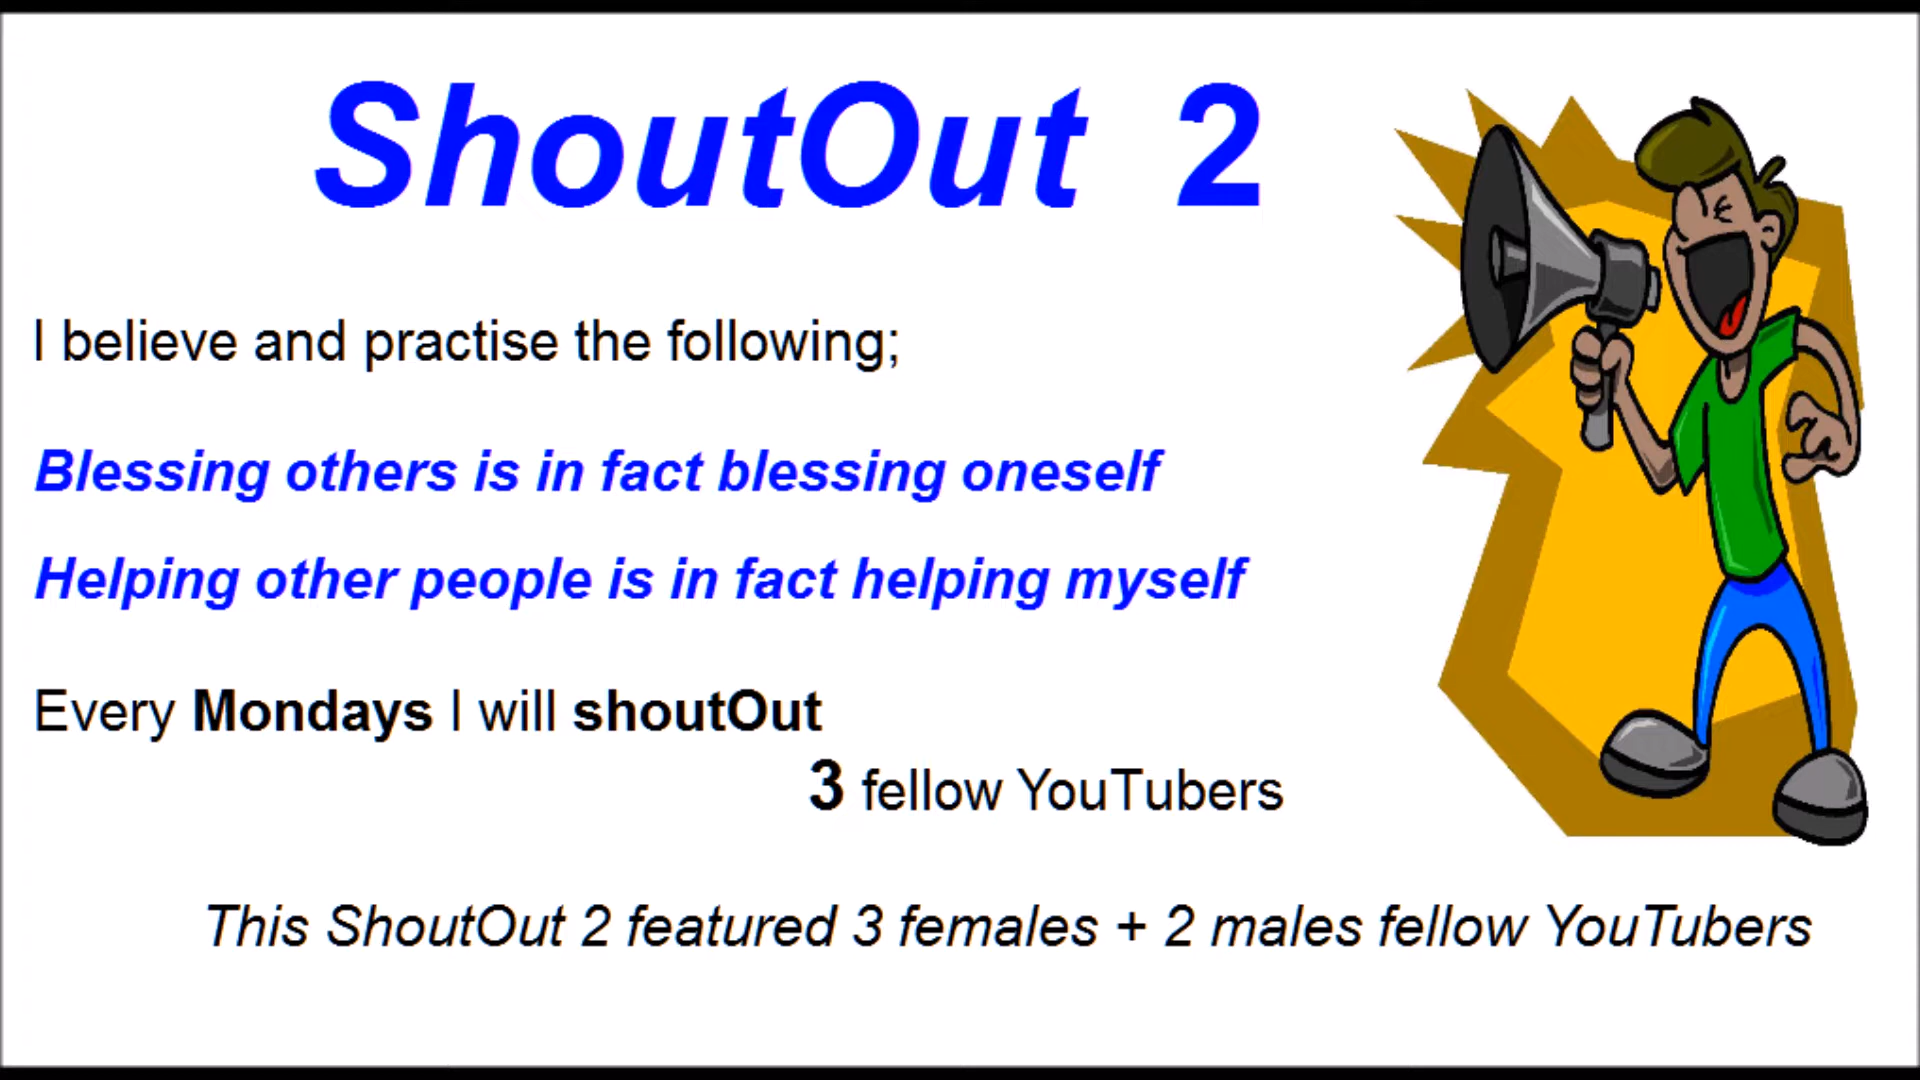 ShoutOut 2
I believe and practise the following;
Blessing others is in fact blessing oneself
Helping other people is in fact helping myself
Every Mondays I will shoutOut
3 fellow YouTubers
This ShoutOut 2 featured 3 females + 2 males fellow YouTubers